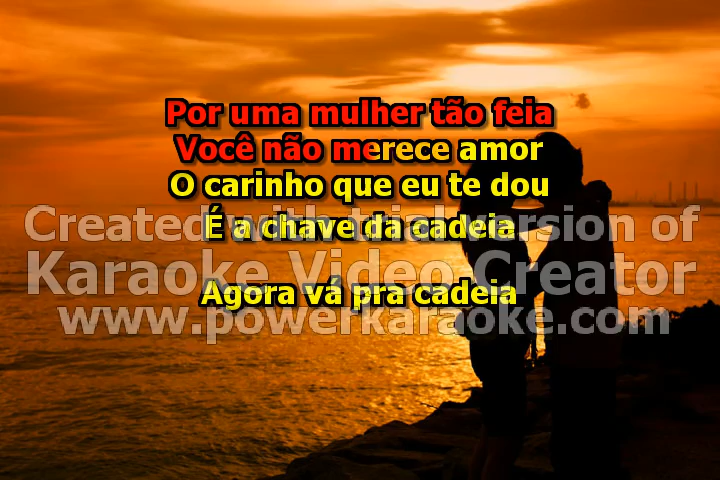 Por uma mulher tão feia
Você não merece amor
O carinho que eu te dou
É a chave da cadeia
Created with trial version of
Karaoke Video Creator
Agora vá pra cadeia
www.powerkaraoke.com